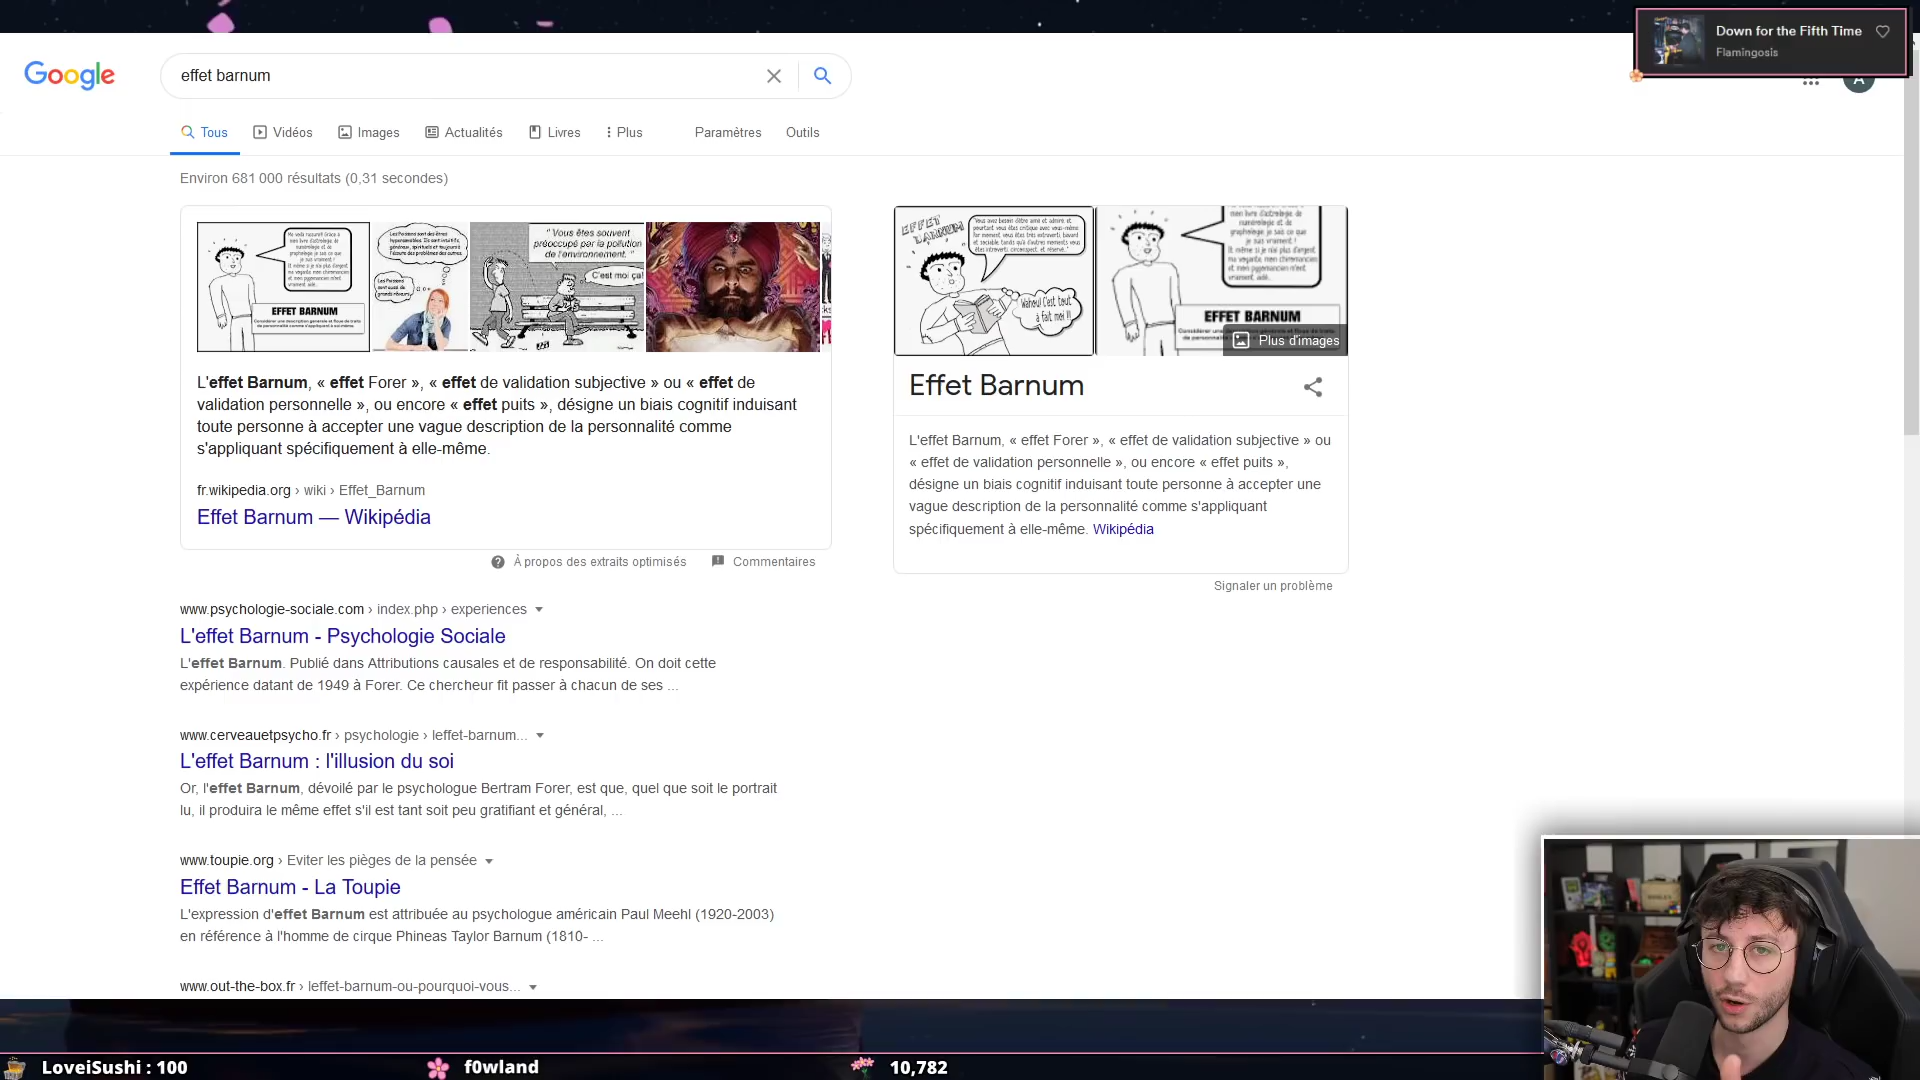 Down for the Fifth Time
Flamingosis
Google
effet barnum
A
Tous
Vidéos
Images
Actualités
Livres
Plus
Paramètres
Outils
Environ 681 000 résultats (0,31 secondes)
EFFET BARNUM
" Vous êtes souvent
préoccupé par la pollution
de l'environnement. "
C'est moi ça!
L'effet Barnum, « effet Forer », « effet de validation subjective » ou « effet de
validation personnelle », ou encore « effet puits », désigne un biais cognitif induisant
toute personne à accepter une vague description de la personnalité comme
s'appliquant spécifiquement à elle-même.
fr.wikipedia.org › wiki › Effet_Barnum
Effet Barnum — Wikipédia
À propos des extraits optimisés
Commentaires
EFFET
BARNUM
Wahou! C'est tout
à fait moi !!
EFFET BARNUM
Plus d'images
Effet Barnum
L'effet Barnum, « effet Forer », « effet de validation subjective » ou
« effet de validation personnelle », ou encore « effet puits »,
désigne un biais cognitif induisant toute personne à accepter une
vague description de la personnalité comme s'appliquant
spécifiquement à elle-même. Wikipédia
Signaler un problème
www.psychologie-sociale.com › index.php › experiences
L'effet Barnum - Psychologie Sociale
L'effet Barnum. Publié dans Attributions causales et de responsabilité. On doit cette
expérience datant de 1949 à Forer. Ce chercheur fit passer à chacun de ses ...
www.cerveauetpsycho.fr › psychologie › leffet-barnum...
L'effet Barnum : l'illusion du soi
Or, l'effet Barnum, dévoilé par le psychologue Bertram Forer, est que, quel que soit le portrait
lu, il produira le même effet s'il est tant soit peu gratifiant et général, ...
www.toupie.org › Eviter les pièges de la pensée
Effet Barnum - La Toupie
L'expression d'effet Barnum est attribuée au psychologue américain Paul Meehl (1920-2003)
en référence à l'homme de cirque Phineas Taylor Barnum (1810- ...
www.out-the-box.fr › leffet-barnum-ou-pourquoi-vous...
LoveiSushi : 100
f0wland
10,782